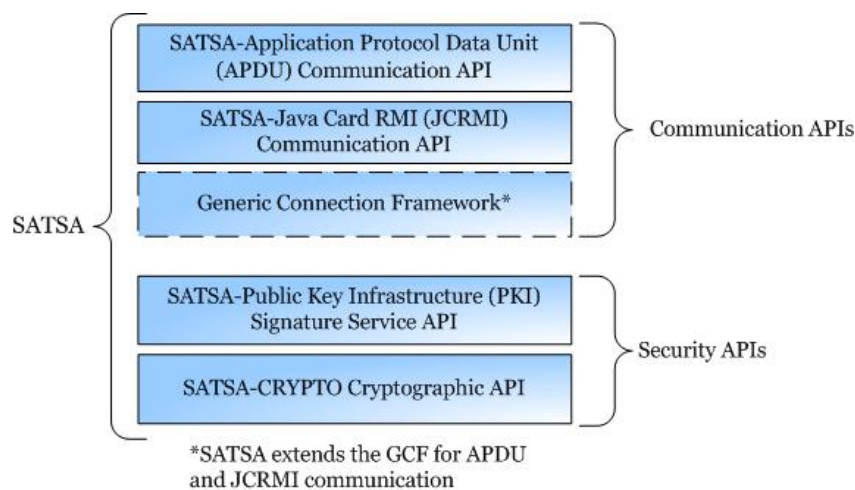 SATSA-Application Protocol Data Unit
(APDU) Communication API
SATSA-Java Card RMI (JCRMI)
Communication API
Communication APIs
Generic Connection Framework*
SATSA
SATSA-Public Key Infrastructure (PKI)
Signature Service API
Security APIs
SATSA-CRYPTO Cryptographic API
*SATSA extends the GCF for APDU
and JCRMI communication